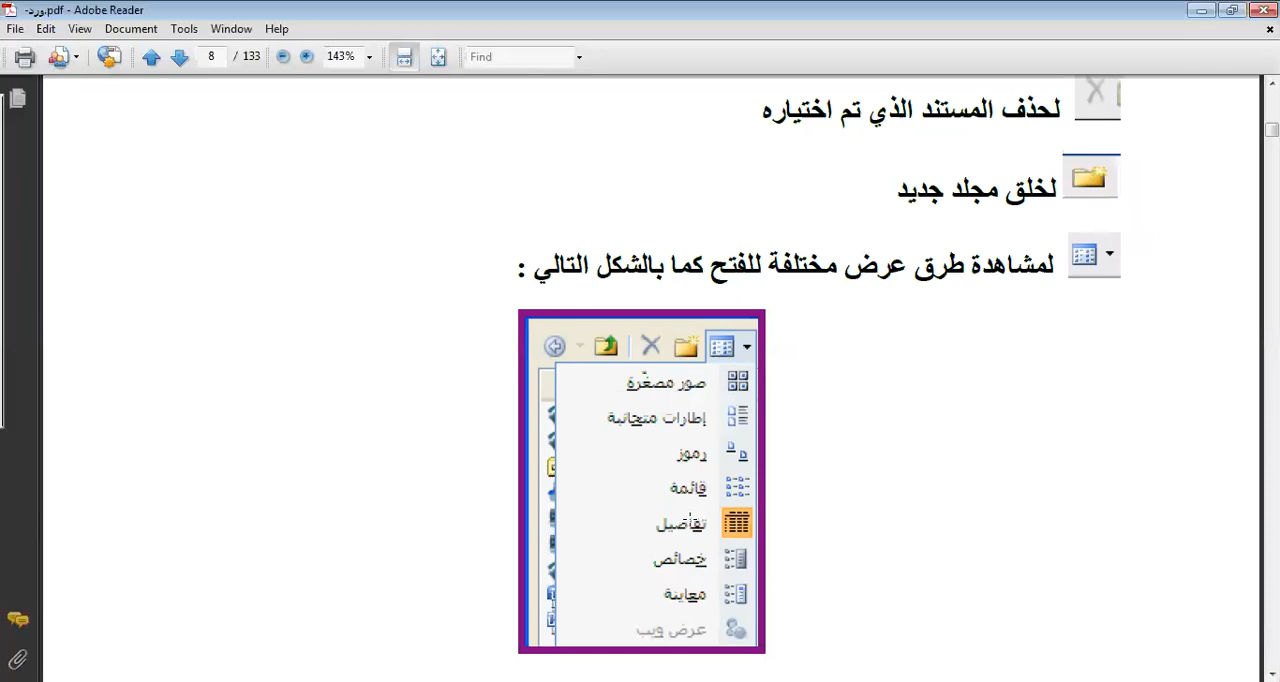 ورد-.pdf - Adobe Reader
File Edit View Document Tools Window Help
8 / 133 143% Find
لحذف المستند الذي تم اختياره
لخلق مجلد جديد
لمشاهدة طرق عرض مختلفة للفتح كما بالشكل التالي :
صور مصغّرة
إطارات متجانبة
رموز
قائمة
تفاصيل
خصائص
معاينة
عرض ويب